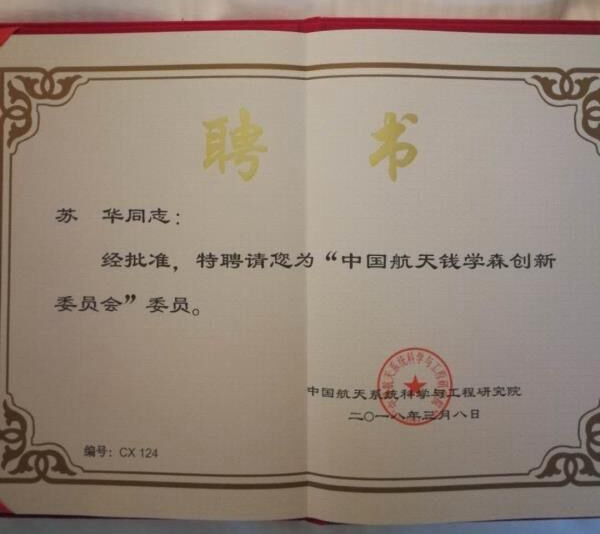 聘 书
苏 华同志：
经批准，特聘请您为“中国航天钱学森创新
委员会”委员。
中国航天系统科学与工程研究院
二〇一八年三月八日
编号：CX 124